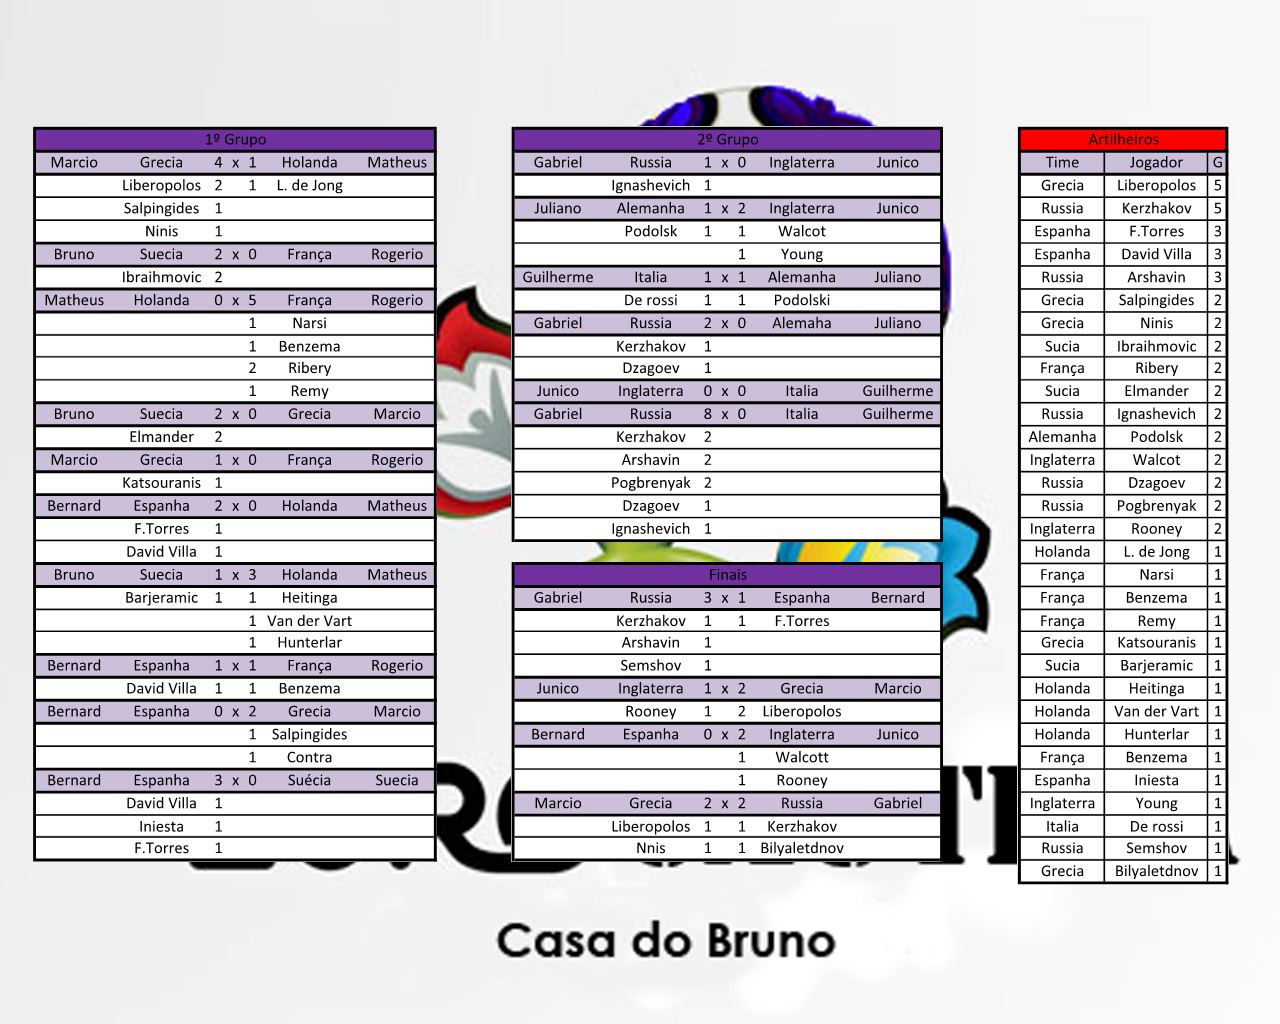 1º Grupo
Marcio Grecia 4 x 1 Holanda Matheus
Liberopolos 2 1 L. de Jong
Salpingides 1
Ninis 1
Bruno Suecia 2 x 0 França Rogerio
Ibraihmovic 2
Matheus Holanda 0 x 5 França Rogerio
1 Narsi
1 Benzema
2 Ribery
1 Remy
Bruno Suecia 2 x 0 Grecia Marcio
Elmander 2
Marcio Grecia 1 x 0 França Rogerio
Katsouranis 1
Bernard Espanha 2 x 0 Holanda Matheus
F.Torres 1
David Villa 1
Bruno Suecia 1 x 3 Holanda Matheus
Barjeramic 1 1 Heitinga
1 Van der Vart
1 Hunterlar
Bernard Espanha 1 x 1 França Rogerio
David Villa 1 1 Benzema
Bernard Espanha 0 x 2 Grecia Marcio
1 Salpingides
1 Contra
Bernard Espanha 3 x 0 Suécia Suecia
David Villa 1
Iniesta 1
F.Torres 1
2º Grupo
Gabriel Russia 1 x 0 Inglaterra Junico
Ignashevich 1
Juliano Alemanha 1 x 2 Inglaterra Junico
Podolsk 1 1 Walcot
1 Young
Guilherme Italia 1 x 1 Alemanha Juliano
De rossi 1 1 Podolski
Gabriel Russia 2 x 0 Alemaha Juliano
Kerzhakov 1
Dzagoev 1
Junico Inglaterra 0 x 0 Italia Guilherme
Gabriel Russia 8 x 0 Italia Guilherme
Kerzhakov 2
Arshavin 2
Pogbrenyak 2
Dzagoev 1
Ignashevich 1
Finais
Gabriel Russia 3 x 1 Espanha Bernard
Kerzhakov 1 1 F.Torres
Arshavin 1
Semshov 1
Junico Inglaterra 1 x 2 Grecia Marcio
Rooney 1 2 Liberopolos
Bernard Espanha 0 x 2 Inglaterra Junico
1 Walcott
1 Rooney
Marcio Grecia 2 x 2 Russia Gabriel
Liberopolos 1 1 Kerzhakov
Nnis 1 1 Bilyaletdnov
Artilheiros
Time Jogador G
Grecia Liberopolos 5
Russia Kerzhakov 5
Espanha F.Torres 3
Espanha David Villa 3
Russia Arshavin 3
Grecia Salpingides 2
Grecia Ninis 2
Sucia Ibraihmovic 2
França Ribery 2
Sucia Elmander 2
Russia Ignashevich 2
Alemanha Podolsk 2
Inglaterra Walcot 2
Russia Dzagoev 2
Russia Pogbrenyak 2
Inglaterra Rooney 2
Holanda L. de Jong 1
França Narsi 1
França Benzema 1
França Remy 1
Grecia Katsouranis 1
Sucia Barjeramic 1
Holanda Heitinga 1
Holanda Van der Vart 1
Holanda Hunterlar 1
França Benzema 1
Espanha Iniesta 1
Inglaterra Young 1
Italia De rossi 1
Russia Semshov 1
Grecia Bilyaletdnov 1
Casa do Bruno